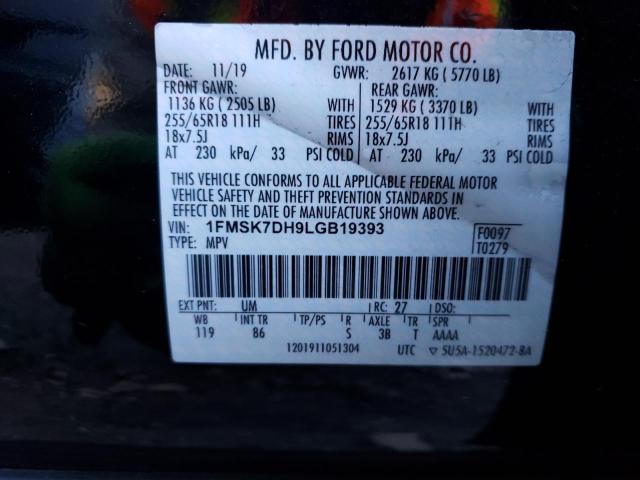 MFD. BY FORD MOTOR CO.
DATE: 11/19 GVWR: 2617 KG ( 5770 LB)
FRONT GAWR: REAR GAWR:
1136 KG ( 2505 LB) WITH 1529 KG ( 3370 LB) WITH
255/65R18 111H TIRES 255/65R18 111H TIRES
18x7.5J RIMS 18x7.5J RIMS
AT 230 kPa/ 33 PSI COLD AT 230 kPa/ 33 PSI COLD
THIS VEHICLE CONFORMS TO ALL APPLICABLE FEDERAL MOTOR
VEHICLE SAFETY AND THEFT PREVENTION STANDARDS IN
EFFECT ON THE DATE OF MANUFACTURE SHOWN ABOVE.
VIN: 1FMSK7DH9LGB19393 F0097
TYPE: MPV T0279
EXT PNT: UM RC: 27 DSO:
WB INT TR TP/PS R AXLE TR SPR
119 86 S 3B T AAAA
1201911051304 UTC ▽ 5U5A-1520472-BA